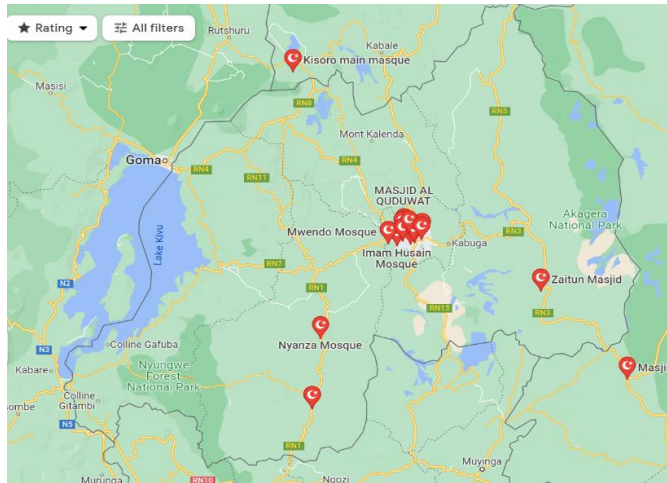 Rating
All filters
Rutshuru
Kabale
Kisoro main masque
Masisi
RN8
RN5
Mont Kalenda
Goma
RN4
RN11
MASJID AL
QUDUWAT
Akagera
National Park
Mwendo Mosque
RN3
Kabuga
Imam Husain
Mosque
Lake Kivu
RN7
N2
Zaitun Masjid
RN1
RN15
RN3
N3
Colline Gafuba
Nyanza Mosque
Kabare
Nyungwe
Forest
National Park
Masji
Colline
Gitambi
ombe
N5
RN1
Muyinga
Murunga
RN10
Ngozi